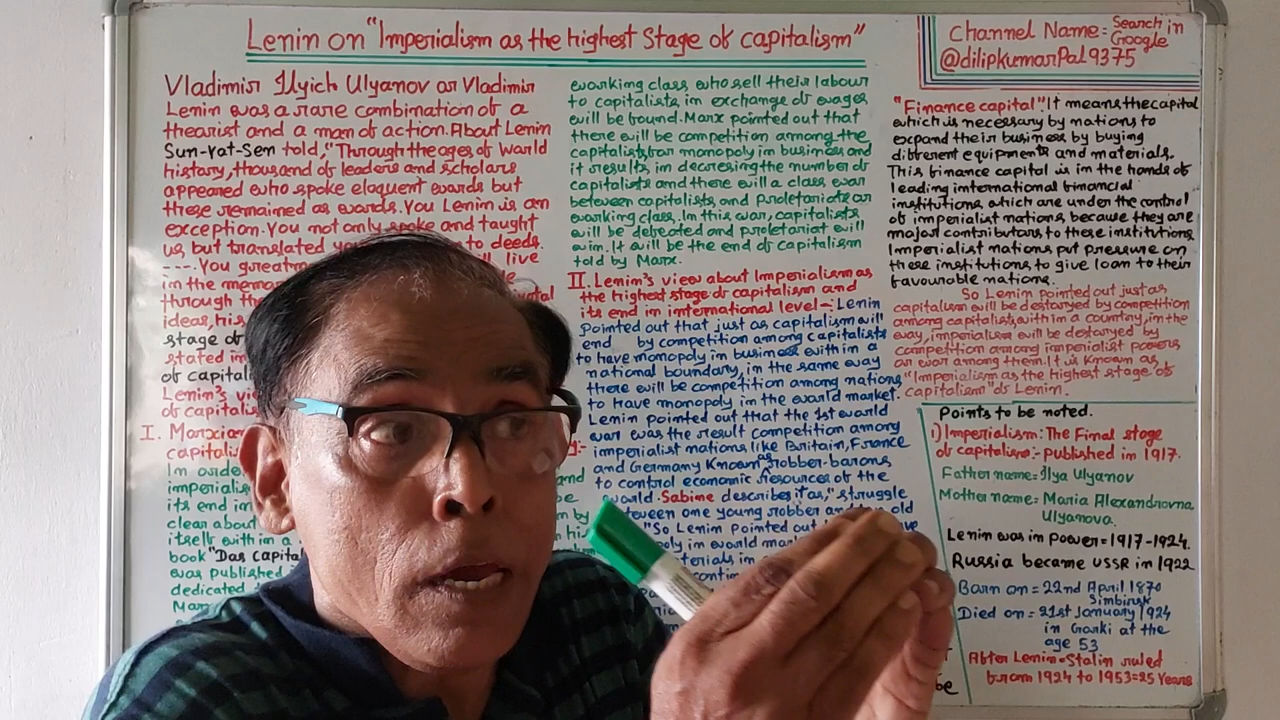 Lenin on "Imperialism as the highest Stage of capitalism"
Channel Name:- Search in Google
@dilipkumarPal9375
Vladimir Ilyich Ulyanov or Vladimir
Lenin was a rare combination of a
theorist and a man of action. About Lenin
Sun-Yat-Sen told, "Through the ages of world
history, thousand of leaders and scholars
appeared who spoke eloquent words but
these remained as words. You Lenin is an
exception. You not only spoke and taught
us, but translated to deeds.
----. You live
in the
through the
ideas, his
stage of
stated in
of capital
Lenin's
of capitalis
I. Marxian
capitalis
In order
imperialis
its end in
clear about
itself within a
book "Das Capital
was published
dedicated
working class who sell their labour
to capitalists in exchange of wages
will be found. Marx pointed out that
there will be competition among the
capitalists for monopoly in business and
it results in decresing the number of
capitalists and there will a class war
between capitalists and proletariate or
working class. In this war, capitalists
will be defeated and proletariat will
win. It will be the end of capitalism
told by Marx.
II. Lenin's view about Imperialism as
the highest stage of capitalism and
its end in international level:- Lenin
pointed out that just as capitalism will
end by competition among capitalists
to have monopoly in business within a
national boundary, in the same way
there will be competition among nations
to have monopoly in the world market.
Lenin pointed out that the 1st world
war was the result competition among
imperialist nations like Britain, France
and Germany Known as robber-barons
to control economic resources of the
world. Sabine describes it as, "struggle
one young robber and old
"So Lenin pointed out
in world
"Finance capital" It means the capital
which is necessary by nations to
expand their business by buying
different equipments and materials.
This finance capital is in the hands of
leading international financial
institutions which are under the control
of imperialist nations because they are
major contributors to these institutions.
Imperialist nations put pressure on
these institutions to give loan to their
favourable nations.
So Lenin pointed out just as
capitalism will be destroyed by competition
among capitalists within a country, in the
way, imperialism will be destroyed by
competition among imperialist powers
or war among them. It is Known as
"Imperialism as the highest stage of
capitalism" of Lenin.
Points to be noted.
i) Imperialism: The Final stage
of capitalism:- published in 1917.
Father name = Ilya Ulyanov
Mother name: Maria Alexandrovna
Ulyanova.
Lenin was in Power = 1917-1924.
Russia became USSR in 1922
Born on = 22nd April 1870
Simbirsk
Died on = 21st January 1924
in Gorki at the
age 53
After Lenin = Stalin ruled
from 1924 to 1953 = 25 Years
be